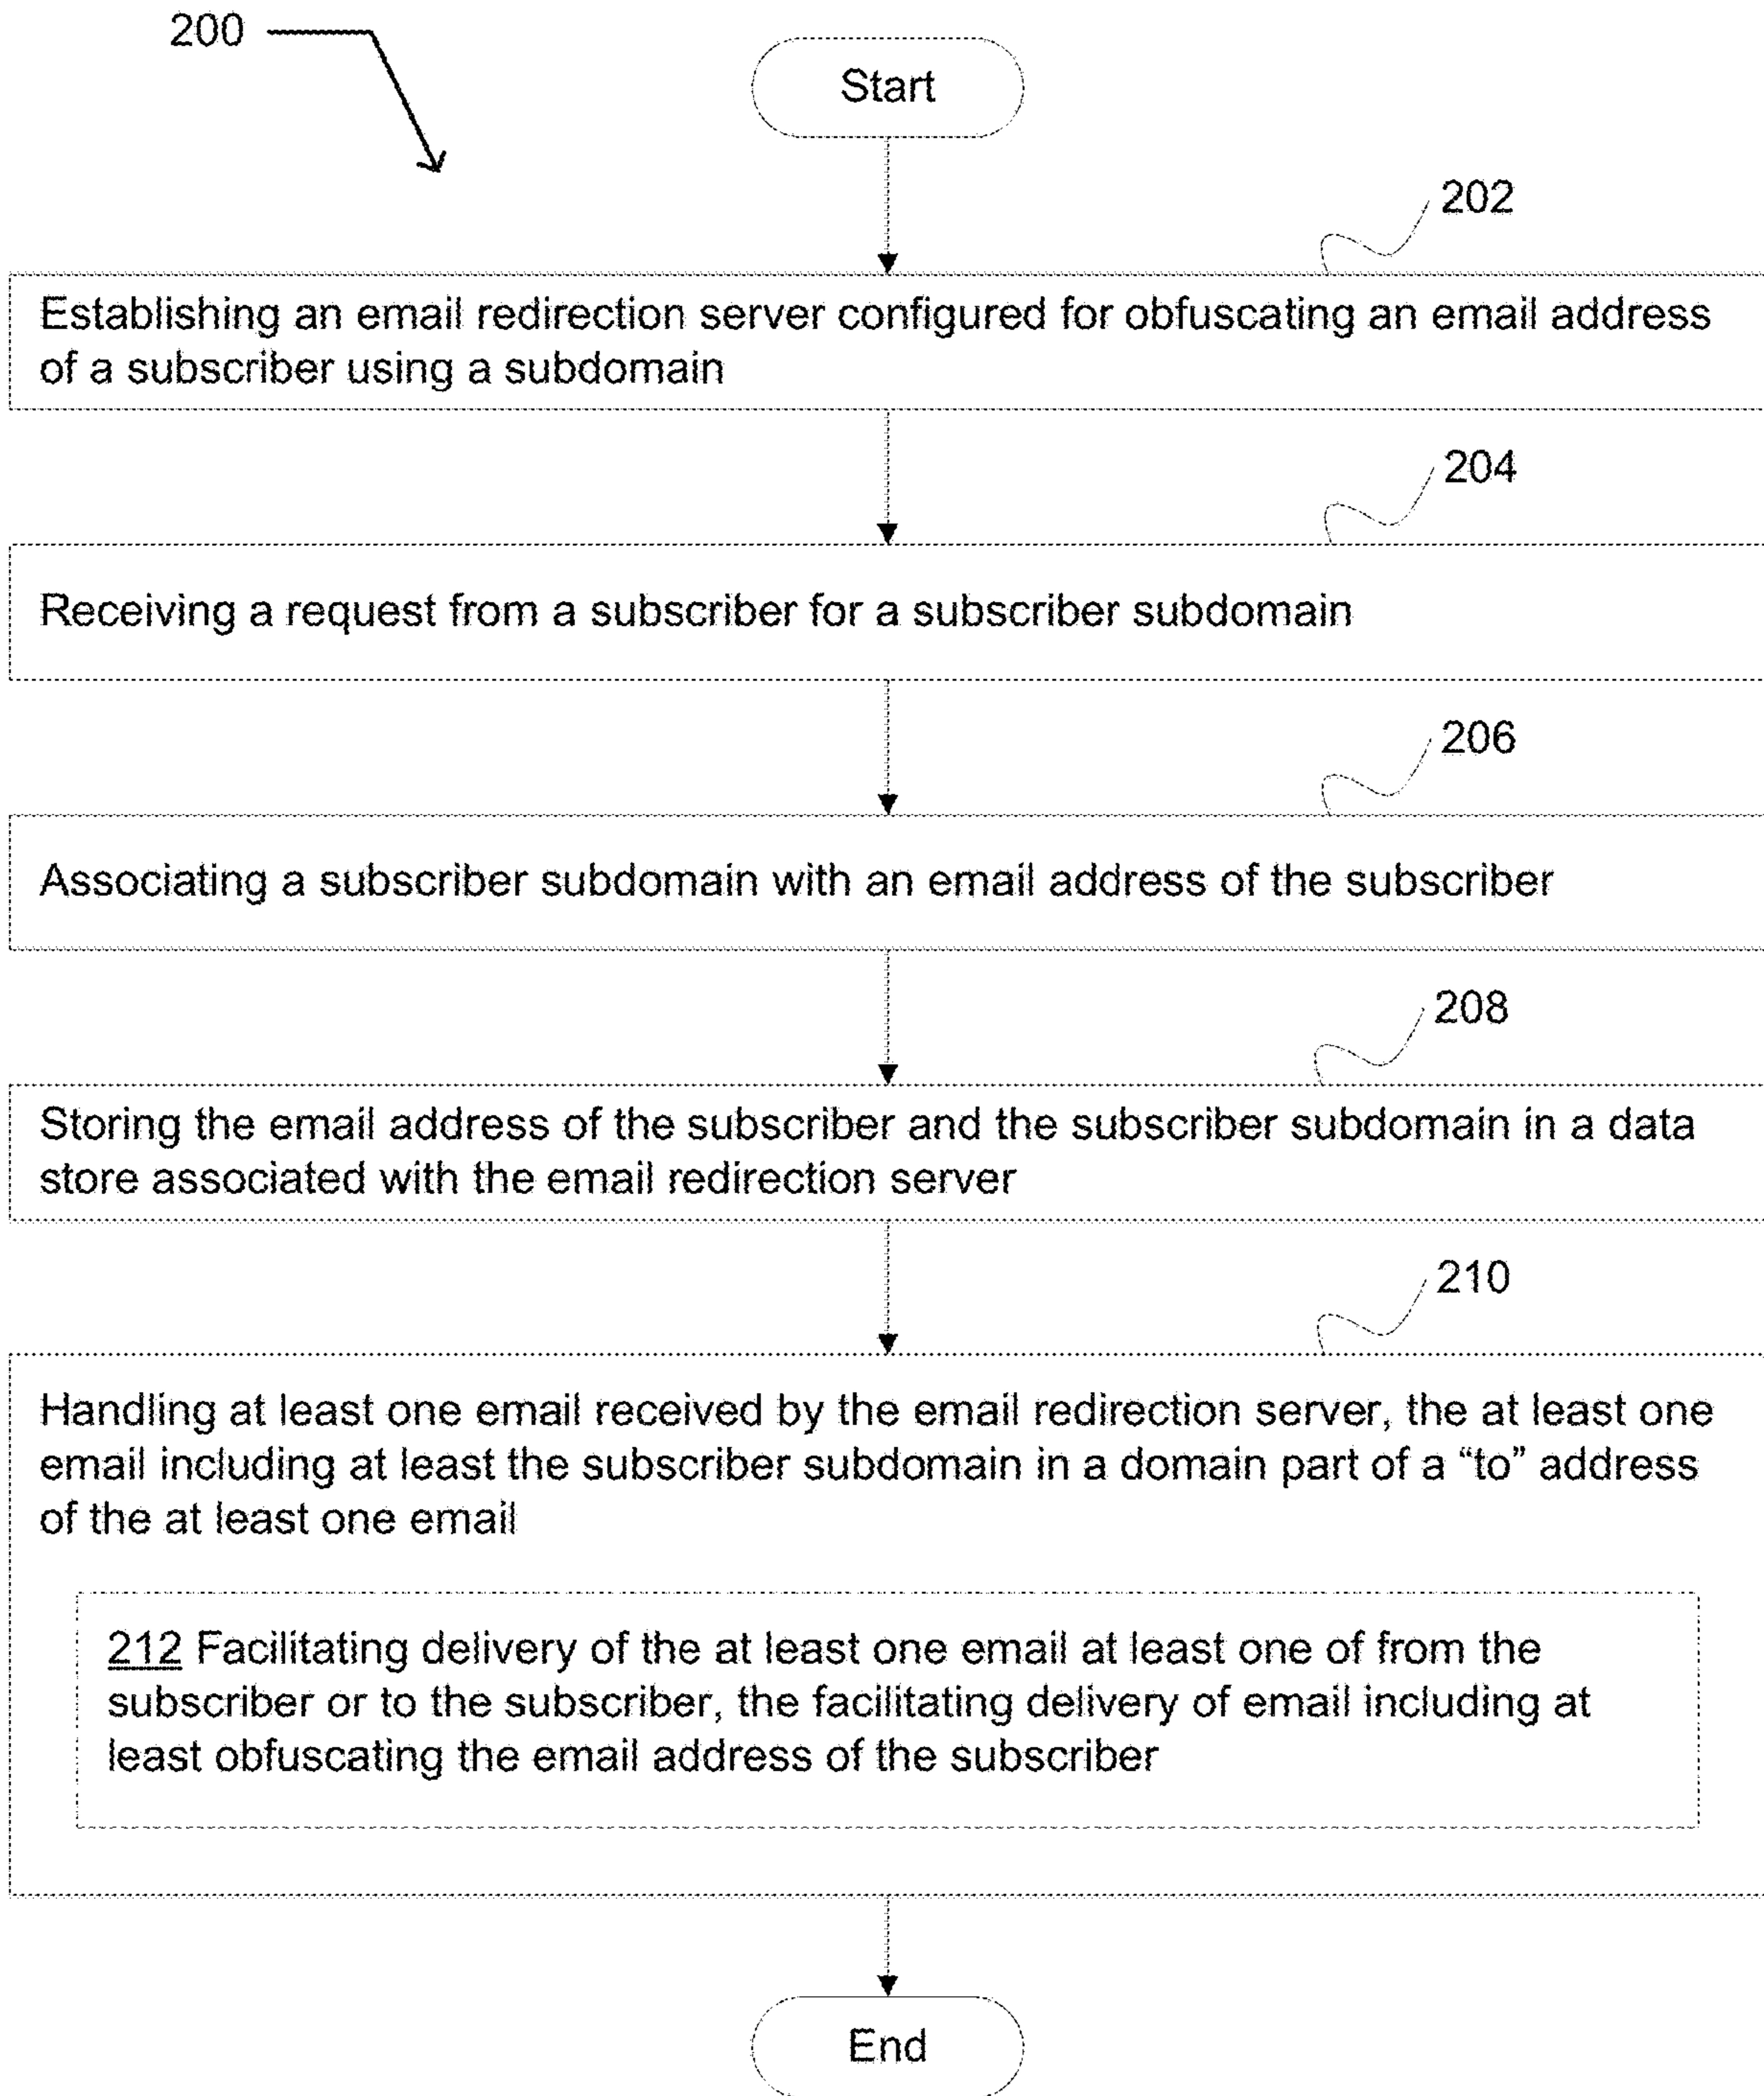 200
Start
202
Establishing an email redirection server configured for obfuscating an email address
of a subscriber using a subdomain
204
Receiving a request from a subscriber for a subscriber subdomain
206
Associating a subscriber subdomain with an email address of the subscriber
208
Storing the email address of the subscriber and the subscriber subdomain in a data
store associated with the email redirection server
210
Handling at least one email received by the email redirection server, the at least one
email including at least the subscriber subdomain in a domain part of a “to” address
of the at least one email
212 Facilitating delivery of the at least one email at least one of from the
subscriber or to the subscriber, the facilitating delivery of email including at
least obfuscating the email address of the subscriber
End